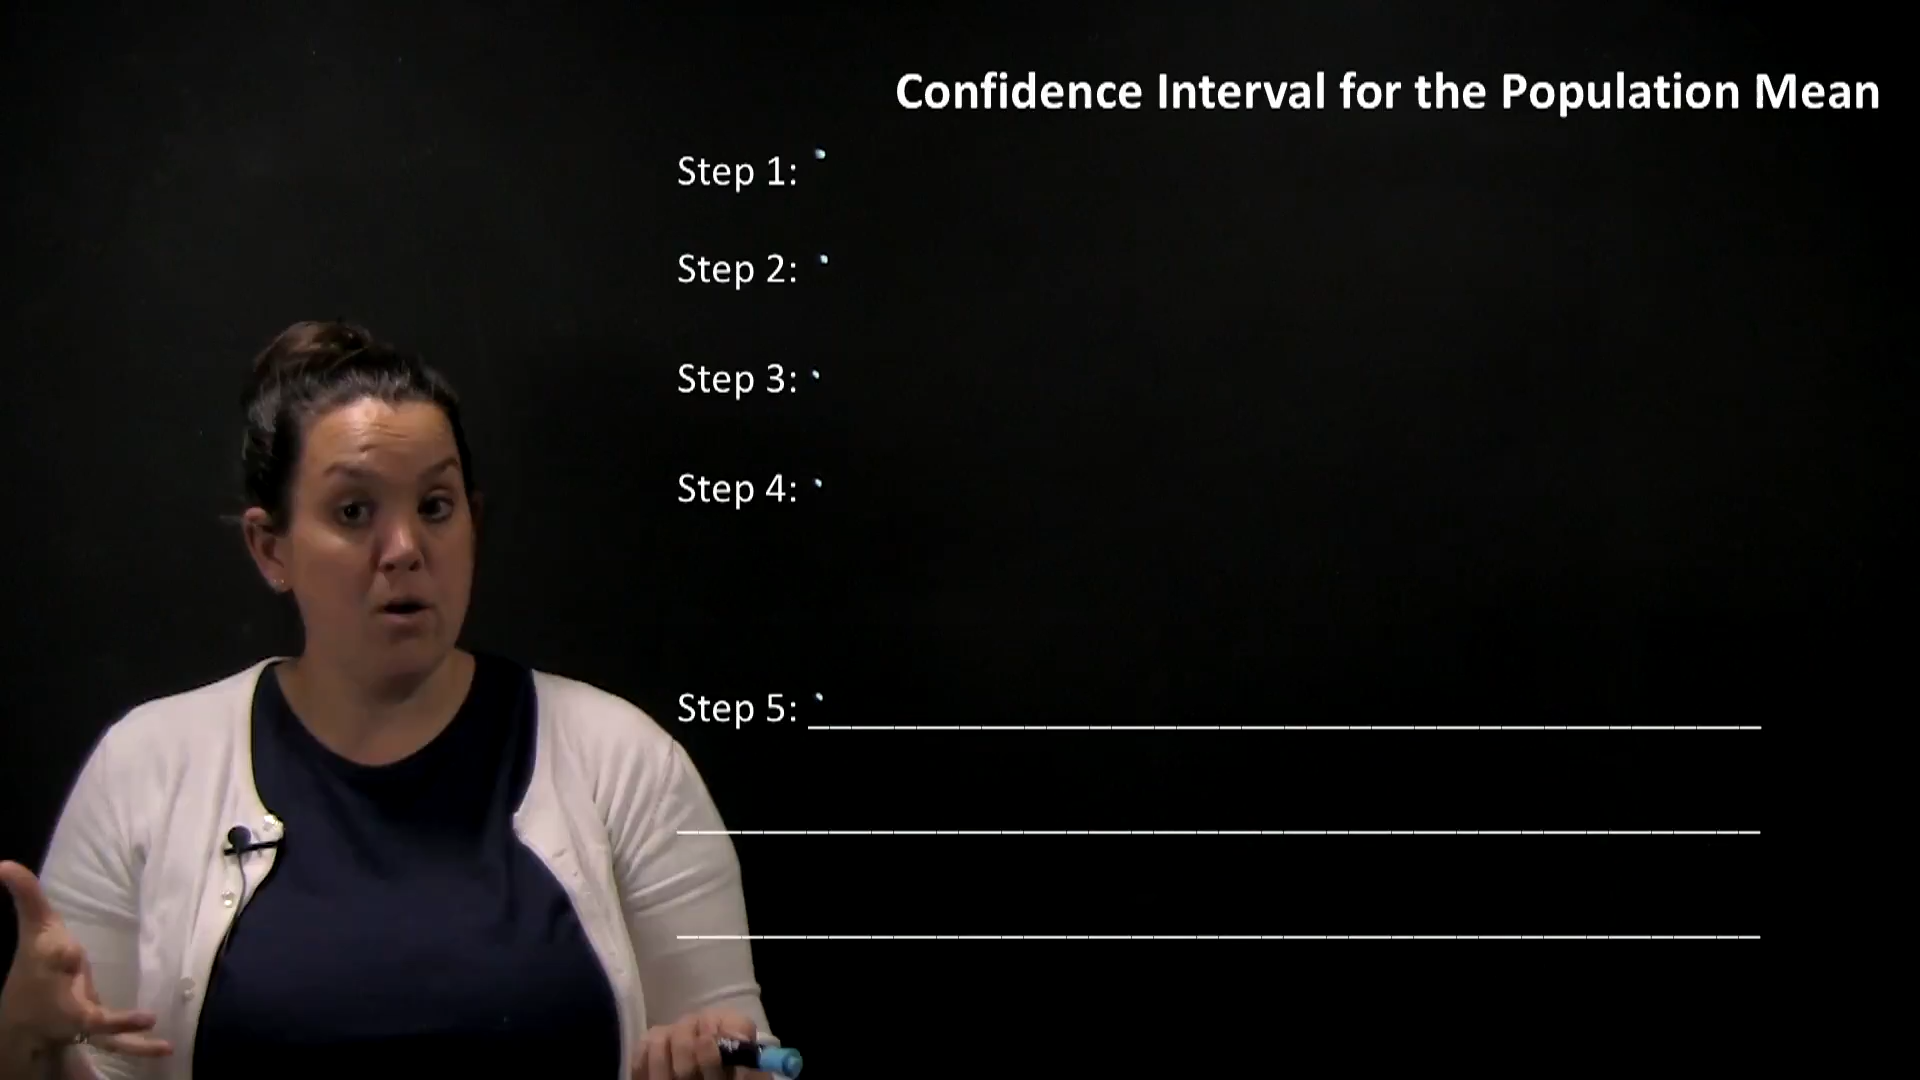 Confidence Interval for the Population Mean
Step 1:
Step 2:
Step 3:
Step 4:
Step 5: